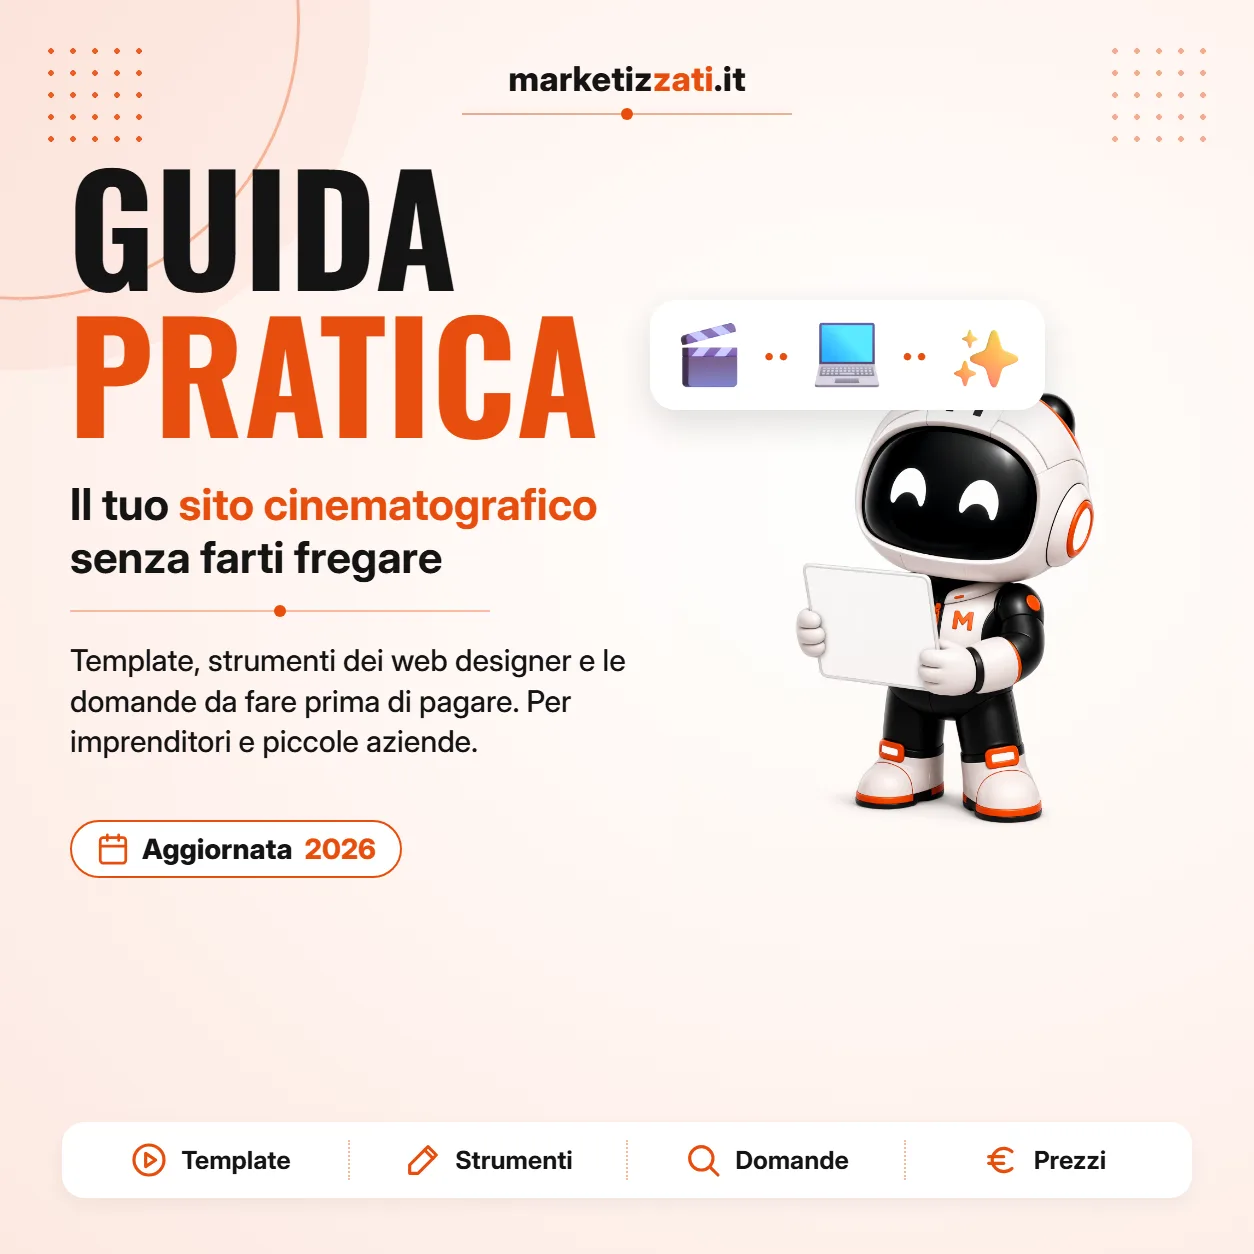 marketizzati.it
GUIDA
PRATICA
Il tuo sito cinematografico
senza farti fregare
Template, strumenti dei web designer e le
domande da fare prima di pagare. Per
imprenditori e piccole aziende.
M
Aggiornata 2026
Template
Strumenti
Domande
Prezzi